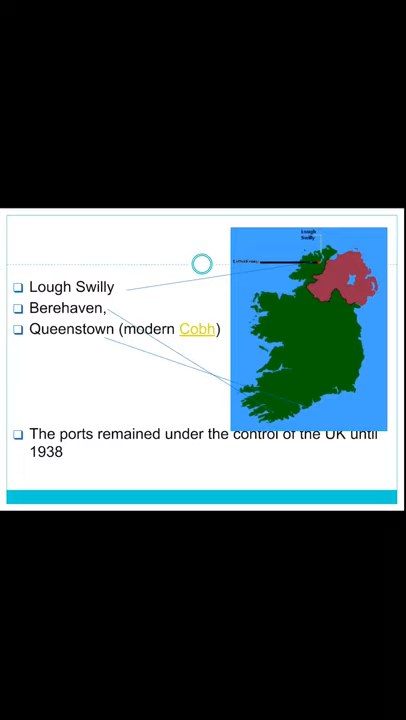 Lough
Swilly
Letterkenny
Lough Swilly
Berehaven,
Queenstown (modern Cobh)
The ports remained under the control of the UK until
1938